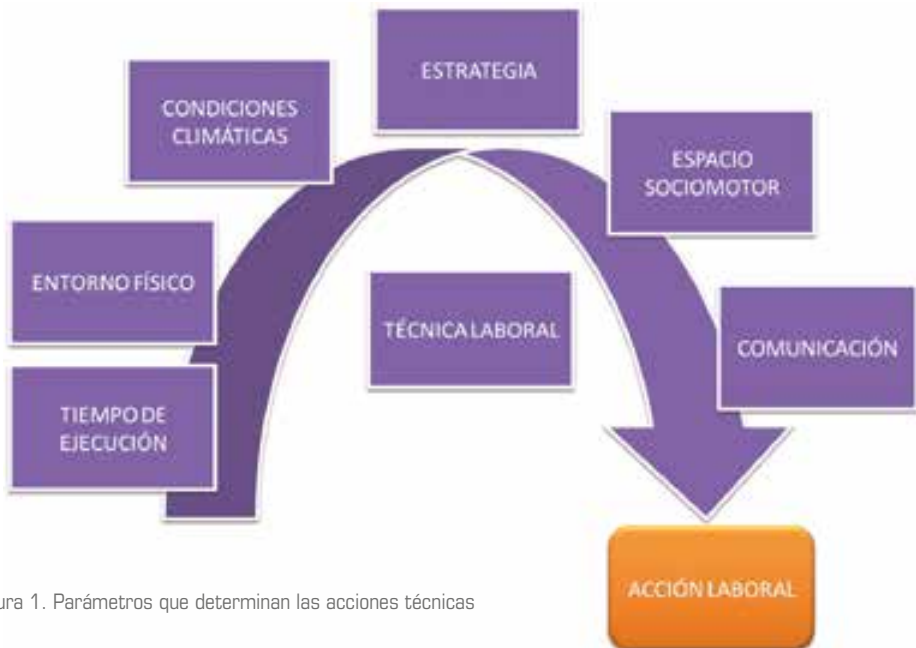 ESTRATEGIA
CONDICIONES
CLIMÁTICAS
ESPACIO
SOCIOMOTOR
ENTORNO FÍSICO
TÉCNICA LABORAL
COMUNICACIÓN
TIEMPO DE
EJECUCIÓN
ACCIÓN LABORAL
ura 1. Parámetros que determinan las acciones técnicas